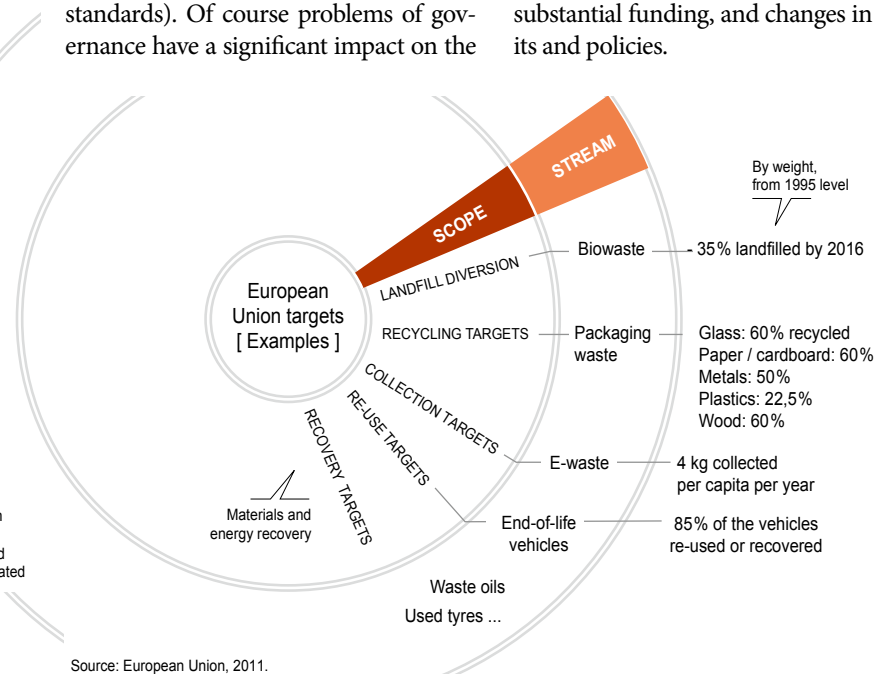 standards). Of course problems of gov-
ernance have a significant impact on the
substantial funding, and changes in
its and policies.
STREAM
SCOPE
By weight,
from 1995 level
LANDFILL DIVERSION
Biowaste
- 35% landfilled by 2016
European
Union targets
[ Examples ]
RECYCLING TARGETS
Packaging
waste
Glass: 60% recycled
Paper / cardboard: 60%
Metals: 50%
Plastics: 22,5%
Wood: 60%
COLLECTION TARGETS
E-waste
4 kg collected
per capita per year
RE-USE TARGETS
End-of-life
vehicles
85% of the vehicles
re-used or recovered
RECOVERY TARGETS
Materials and
energy recovery
Waste oils
Used tyres ...
ated
Source: European Union, 2011.